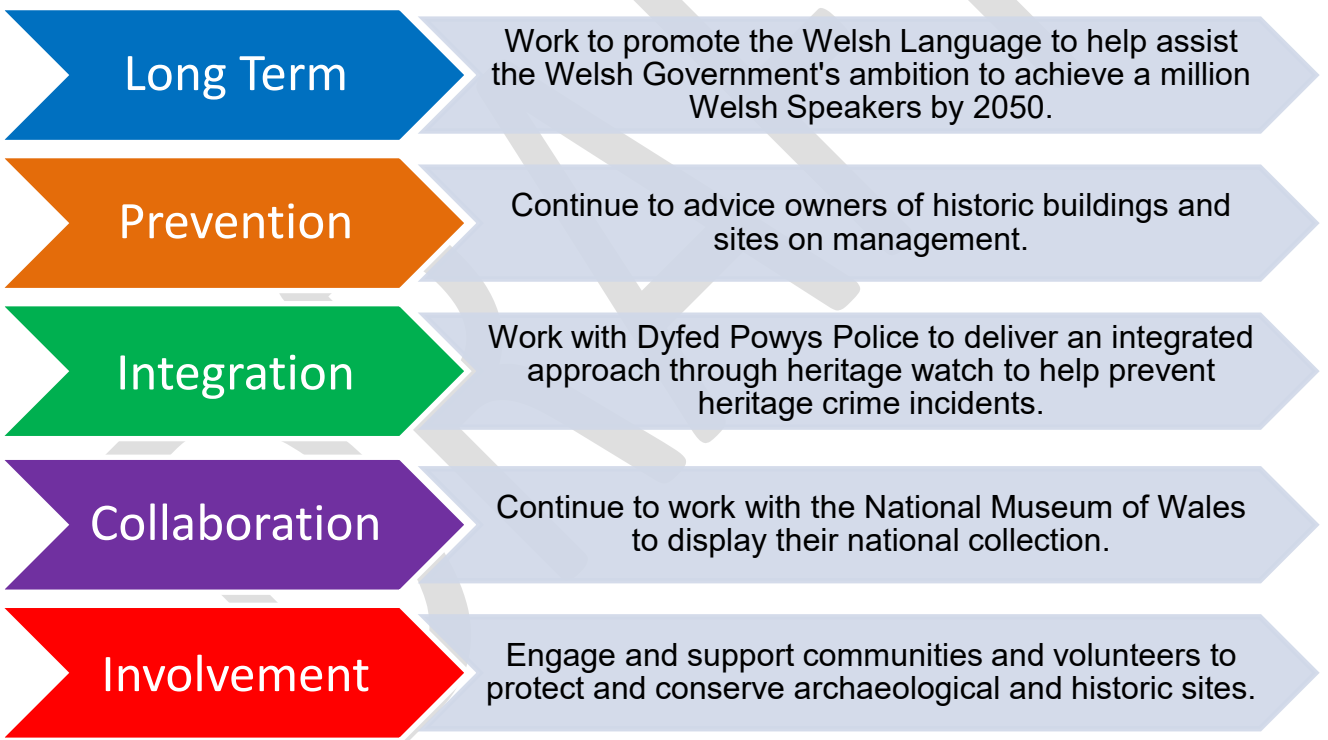 Long Term
Work to promote the Welsh Language to help assist
the Welsh Government's ambition to achieve a million
Welsh Speakers by 2050.
Prevention
Continue to advice owners of historic buildings and
sites on management.
Integration
Work with Dyfed Powys Police to deliver an integrated
approach through heritage watch to help prevent
heritage crime incidents.
Collaboration
Continue to work with the National Museum of Wales
to display their national collection.
Involvement
Engage and support communities and volunteers to
protect and conserve archaeological and historic sites.